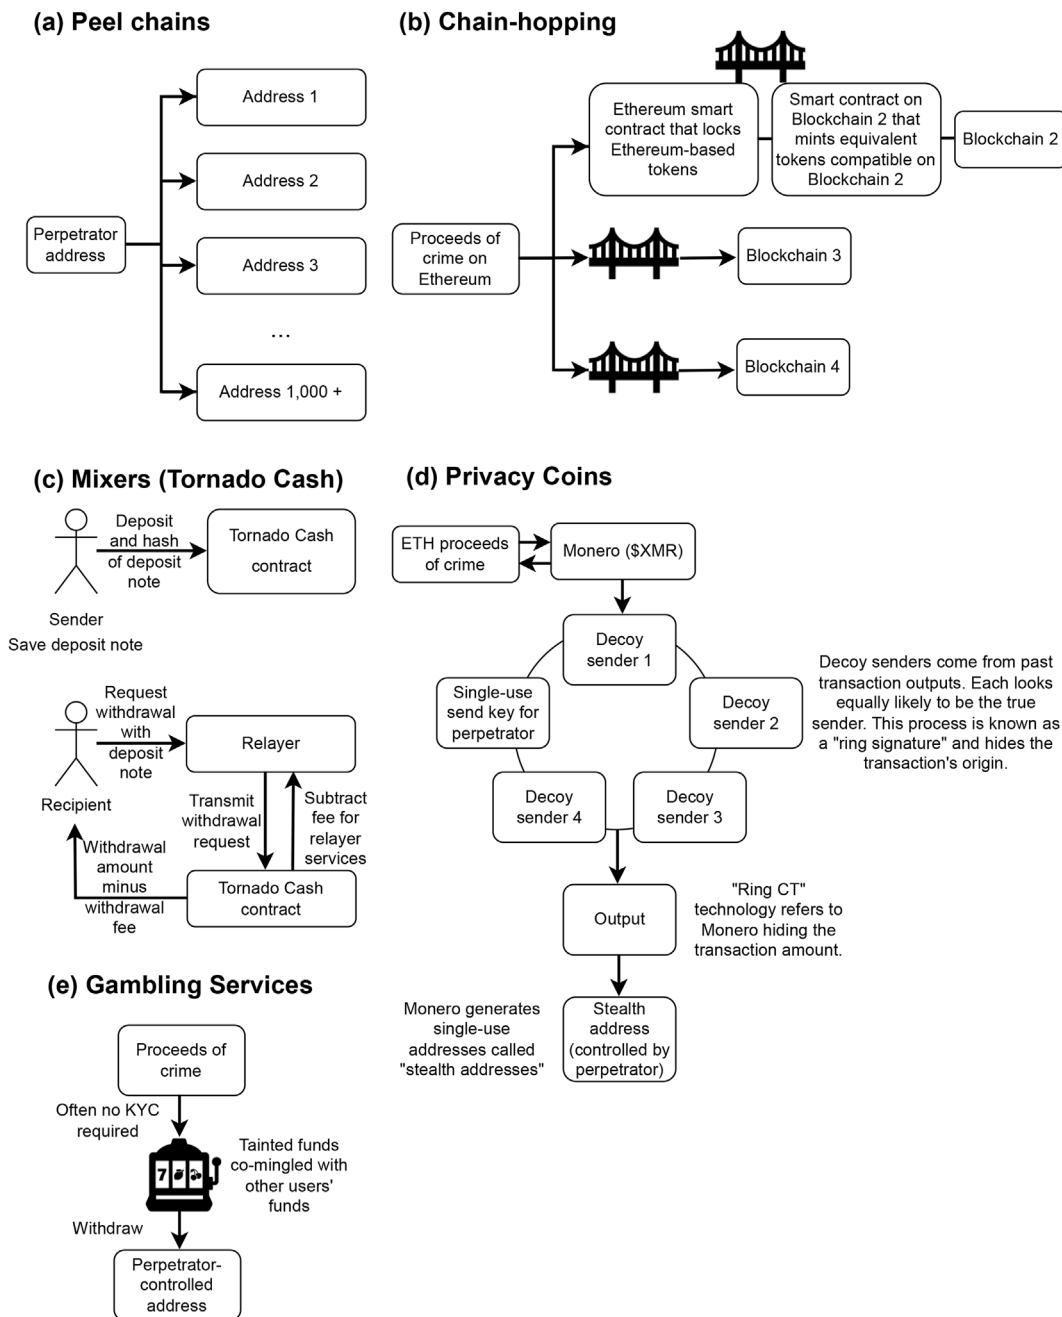 (a) Peel chains
Address 1
Address 2
Perpetrator
address
Address 3
...
Address 1,000 +
(b) Chain-hopping
Ethereum smart
contract that locks
Ethereum-based
tokens
Smart contract on
Blockchain 2 that
mints equivalent
tokens compatible on
Blockchain 2
Blockchain 2
Proceeds of
crime on
Ethereum
Blockchain 3
Blockchain 4
(c) Mixers (Tornado Cash)
Deposit
and hash
of deposit
note
Tornado Cash
contract
Sender
Save deposit note
Request
withdrawal
with
deposit
note
Relayer
Recipient
Transmit
withdrawal
request
Subtract
fee for
relayer
services
Withdrawal
amount
minus
withdrawal
fee
Tornado Cash
contract
(d) Privacy Coins
ETH proceeds
of crime
Monero ($XMR)
Decoy
sender 1
Single-use
send key for
perpetrator
Decoy
sender 2
Decoy
sender 4
Decoy
sender 3
Decoy senders come from past
transaction outputs. Each looks
equally likely to be the true
sender. This process is known as
a "ring signature" and hides the
transaction's origin.
Output
"Ring CT"
technology refers to
Monero hiding the
transaction amount.
Monero generates
single-use
addresses called
"stealth addresses"
Stealth
address
(controlled by
perpetrator)
(e) Gambling Services
Proceeds of
crime
Often no KYC
required
7
Tainted funds
co-mingled with
other users'
funds
Withdraw
Perpetrator-
controlled
address